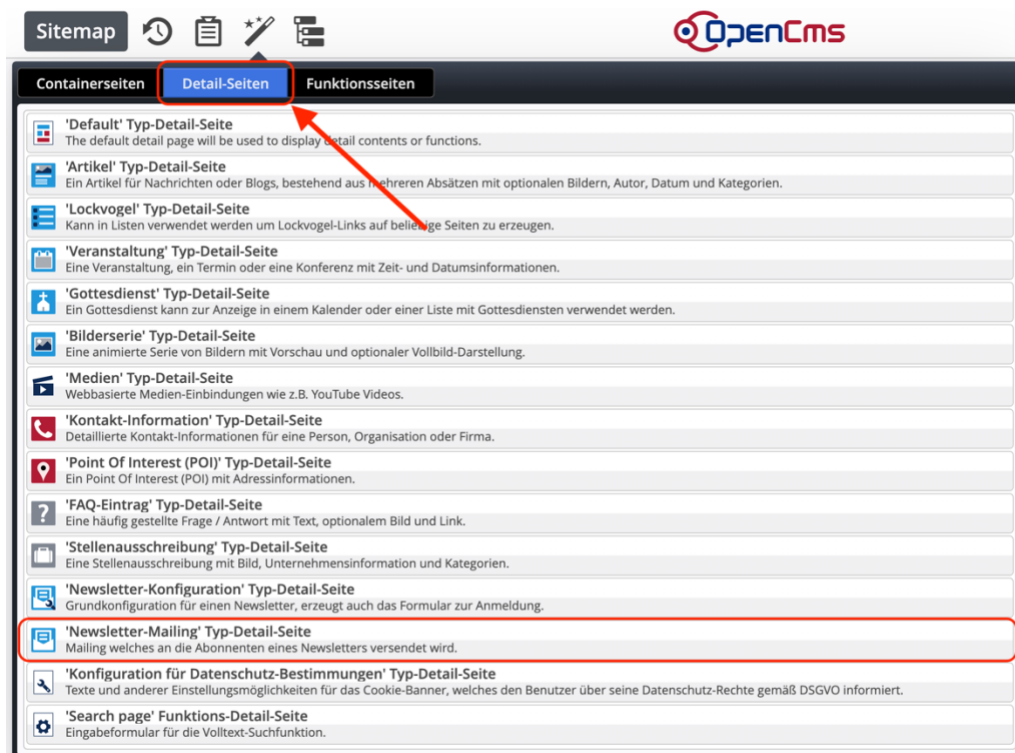 Sitemap
OpenCms
Containerseiten Detail-Seiten Funktionsseiten
'Default' Typ-Detail-Seite
The default detail page will be used to display detail contents or functions.
'Artikel' Typ-Detail-Seite
Ein Artikel für Nachrichten oder Blogs, bestehend aus mehreren Absätzen mit optionalen Bildern, Autor, Datum und Kategorien.
'Lockvogel' Typ-Detail-Seite
Kann in Listen verwendet werden um Lockvogel-Links auf beliebige Seiten zu erzeugen.
'Veranstaltung' Typ-Detail-Seite
Eine Veranstaltung, ein Termin oder eine Konferenz mit Zeit- und Datumsinformationen.
'Gottesdienst' Typ-Detail-Seite
Ein Gottesdienst kann zur Anzeige in einem Kalender oder einer Liste mit Gottesdiensten verwendet werden.
'Bilderserie' Typ-Detail-Seite
Eine animierte Serie von Bildern mit Vorschau und optionaler Vollbild-Darstellung.
'Medien' Typ-Detail-Seite
Webbasierte Medien-Einbindungen wie z.B. YouTube Videos.
'Kontakt-Information' Typ-Detail-Seite
Detaillierte Kontakt-Informationen für eine Person, Organisation oder Firma.
'Point Of Interest (POI)' Typ-Detail-Seite
Ein Point Of Interest (POI) mit Adressinformationen.
'FAQ-Eintrag' Typ-Detail-Seite
Eine häufig gestellte Frage / Antwort mit Text, optionalem Bild und Link.
'Stellenausschreibung' Typ-Detail-Seite
Eine Stellenausschreibung mit Bild, Unternehmensinformation und Kategorien.
'Newsletter-Konfiguration' Typ-Detail-Seite
Grundkonfiguration für einen Newsletter, erzeugt auch das Formular zur Anmeldung.
'Newsletter-Mailing' Typ-Detail-Seite
Mailing welches an die Abonnenten eines Newsletters versendet wird.
'Konfiguration für Datenschutz-Bestimmungen' Typ-Detail-Seite
Texte und anderer Einstellungsmöglichkeiten für das Cookie-Banner, welches den Benutzer über seine Datenschutz-Rechte gemäß DSGVO informiert.
'Search page' Funktions-Detail-Seite
Eingabeformular für die Volltext-Suchfunktion.